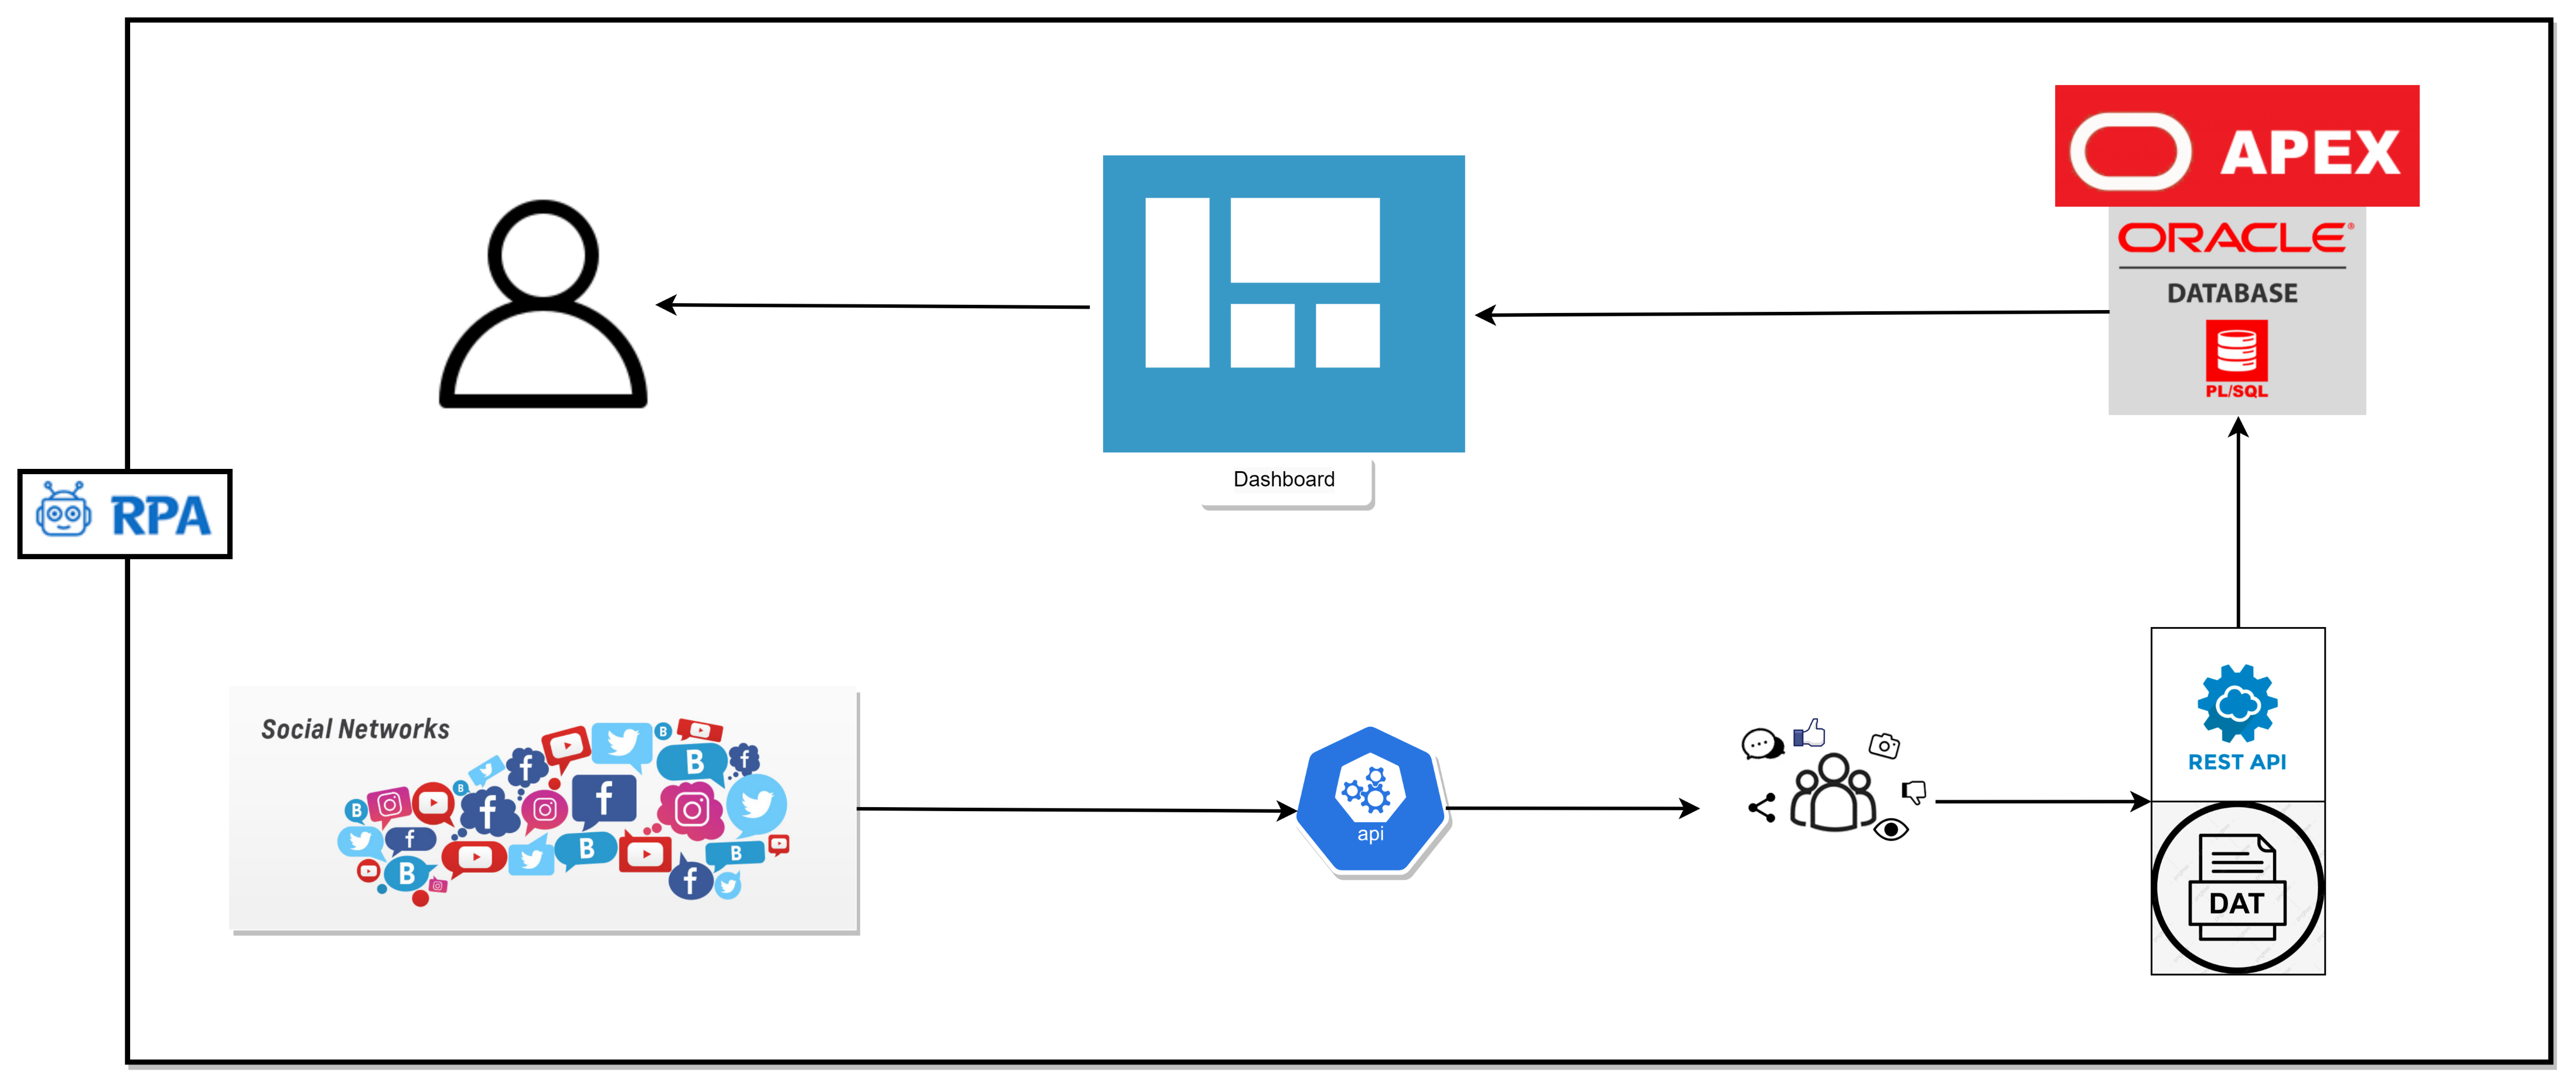 APEX
ORACLE®
DATABASE
PL/SQL
Dashboard
RPA
Social Networks
api
REST API
DAT